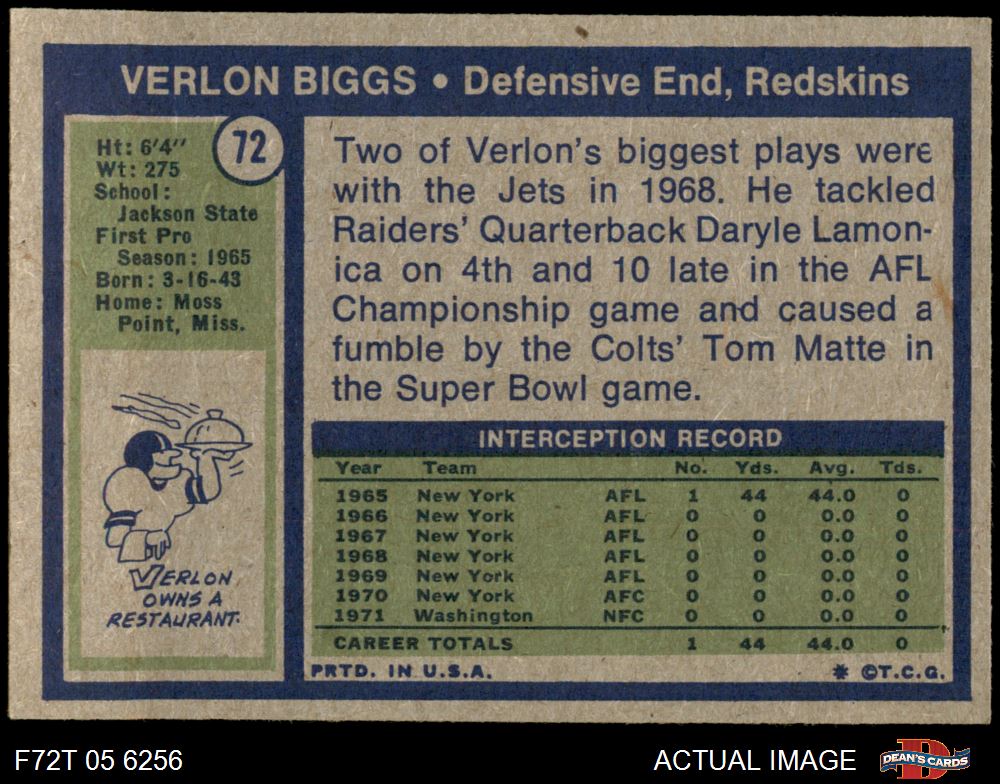 VERLON BIGGS • Defensive End, Redskins
72
Ht: 6'4"
Wt: 275
School:
Jackson State
First Pro
Season: 1965
Born: 3-16-43
Home: Moss
Point, Miss.
VERLON
OWNS A
RESTAURANT.
Two of Verlon's biggest plays were
with the Jets in 1968. He tackled
Raiders' Quarterback Daryle Lamon-
ica on 4th and 10 late in the AFL
Championship game and caused a
fumble by the Colts' Tom Matte in
the Super Bowl game.
INTERCEPTION RECORD
Year Team No. Yds. Avg. Tds.
1965 New York AFL 1 44 44.0 0
1966 New York AFL 0 0 0.0 0
1967 New York AFL 0 0 0.0 0
1968 New York AFL 0 0 0.0 0
1969 New York AFL 0 0 0.0 0
1970 New York AFC 0 0 0.0 0
1971 Washington NFC 0 0 0.0 0
CAREER TOTALS 1 44 44.0 0
PRTD. IN U.S.A. * ©T.C.G.
F72T 05 6256 ACTUAL IMAGE
DEAN'S CARDS